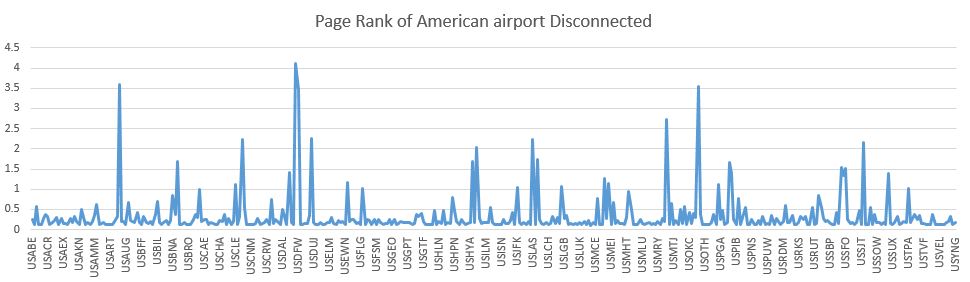 Page Rank of American airport Disconnected
4.5
4
3.5
3
2.5
2
1.5
1
0.5
0
USABE
USACR
USAEX
USAKN
USAMM
USART
USAUG
USBFF
USBIL
USBNA
USBRO
USCAE
USCHA
USCLE
USCNM
USCRW
USDAL
USDFW
USDUJ
USELM
USEWN
USFLG
USFSM
USGEO
USGPT
USGTF
USHLN
USHPN
USHYA
USILM
USISN
USJFK
USLAS
USLCH
USLGB
USLUK
USMCE
USMEI
USMHT
USMLU
USMRY
USMTJ
USOKC
USOTH
USPGA
USPIB
USPNS
USPUW
USRDM
USRKS
USRUT
USSBP
USSFO
USSJT
USSOW
USSUX
USTPA
USTVF
USVEL
USYNG